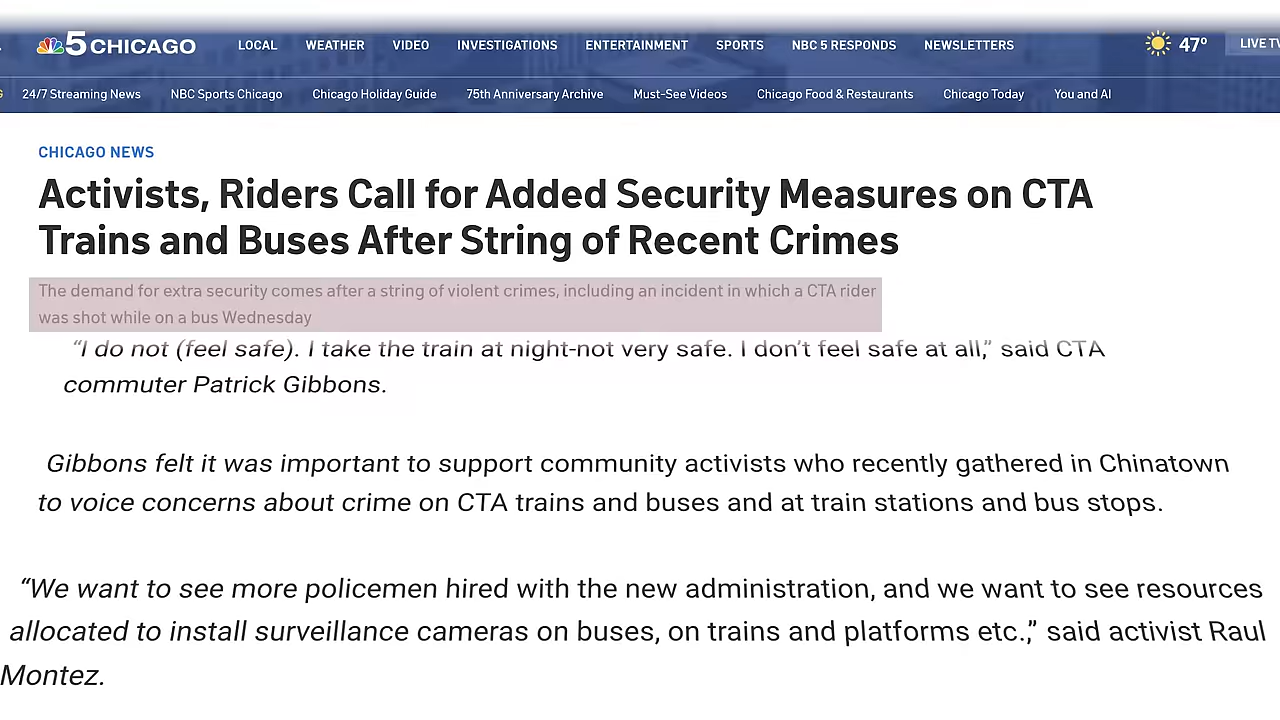 5 CHICAGO LOCAL WEATHER VIDEO INVESTIGATIONS ENTERTAINMENT SPORTS NBC 5 RESPONDS NEWSLETTERS 47° LIVE TV
24/7 Streaming News NBC Sports Chicago Chicago Holiday Guide 75th Anniversary Archive Must-See Videos Chicago Food & Restaurants Chicago Today You and AI
CHICAGO NEWS
Activists, Riders Call for Added Security Measures on CTA
Trains and Buses After String of Recent Crimes
The demand for extra security comes after a string of violent crimes, including an incident in which a CTA rider
was shot while on a bus Wednesday
“I do not (feel safe). I take the train at night-not very safe. I don’t feel safe at all,” said CTA
commuter Patrick Gibbons.
Gibbons felt it was important to support community activists who recently gathered in Chinatown
to voice concerns about crime on CTA trains and buses and at train stations and bus stops.
“We want to see more policemen hired with the new administration, and we want to see resources
allocated to install surveillance cameras on buses, on trains and platforms etc.,” said activist Raul
Montez.